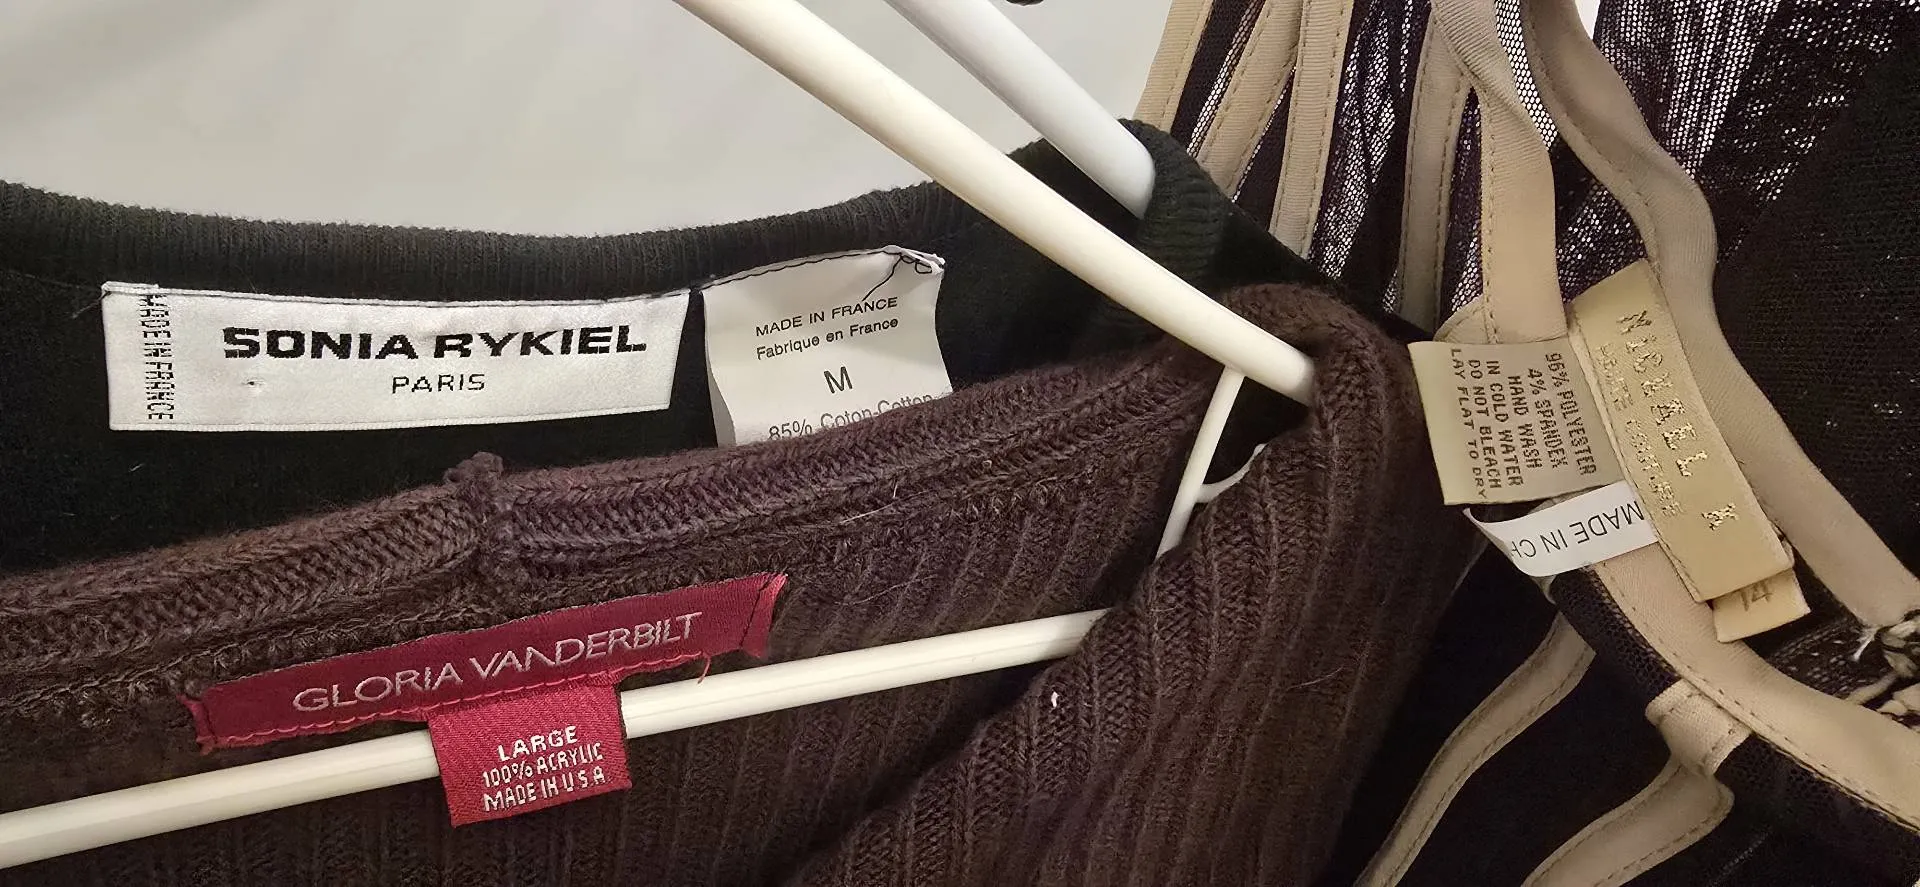 MADE IN FRANCE
SONIA RYKIEL
PARIS
MADE IN FRANCE
Fabriqué en France
M
85% Coton-Cotton
GLORIA VANDERBILT
LARGE
100% ACRYLIC
MADE IN U.S.A
96% POLYESTER
4% SPANDEX
HAND WASH
IN COLD WATER
DO NOT BLEACH
LAY FLAT TO DRY
MADE IN CH
MICHAEL K
14